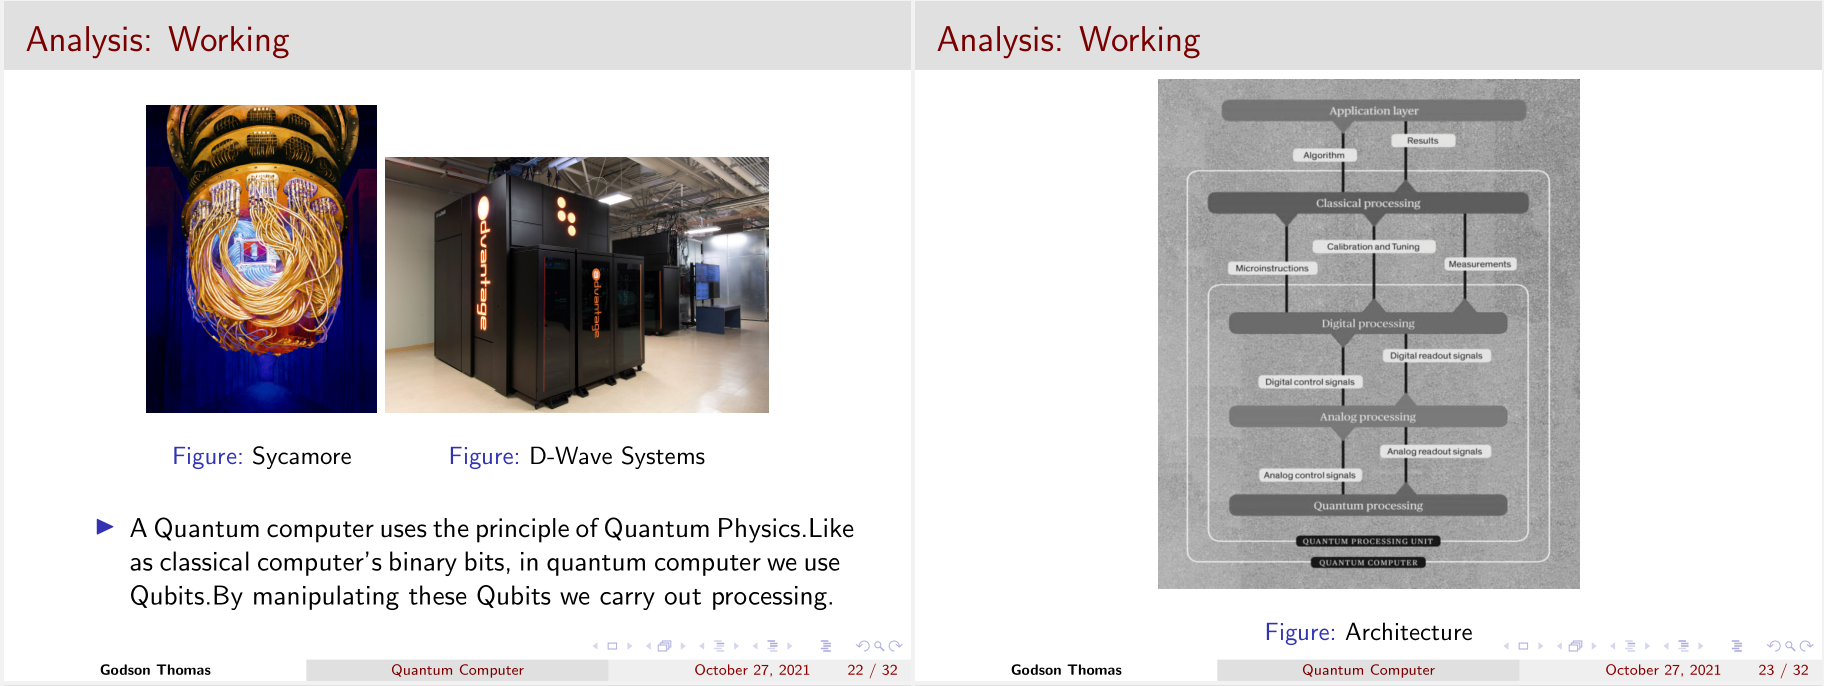 Analysis: Working
advantage
advantage
Figure: Sycamore
Figure: D-Wave Systems
A Quantum computer uses the principle of Quantum Physics.Like
as classical computer's binary bits, in quantum computer we use
Qubits.By manipulating these Qubits we carry out processing.
Godson Thomas
Quantum Computer
October 27, 2021
22 / 32
Analysis: Working
Application layer
Results
Algorithm
Classical processing
Calibration and Tuning
Microinstructions
Measurements
Digital processing
Digital readout signals
Digital control signals
Analog processing
Analog readout signals
Analog control signals
Quantum processing
QUANTUM PROCESSING UNIT
QUANTUM COMPUTER
Figure: Architecture
Godson Thomas
Quantum Computer
October 27, 2021
23 / 32